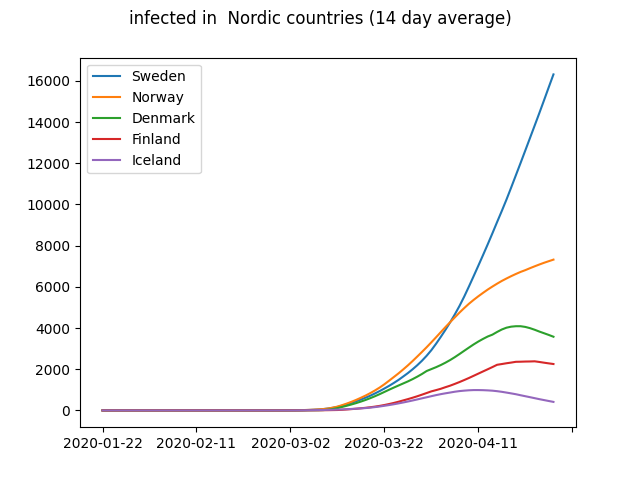 infected in  Nordic countries (14 day average)
Sweden
Norway
Denmark
Finland
Iceland
16000
14000
12000
10000
8000
6000
4000
2000
0
2020-01-22 2020-02-11 2020-03-02 2020-03-22 2020-04-11